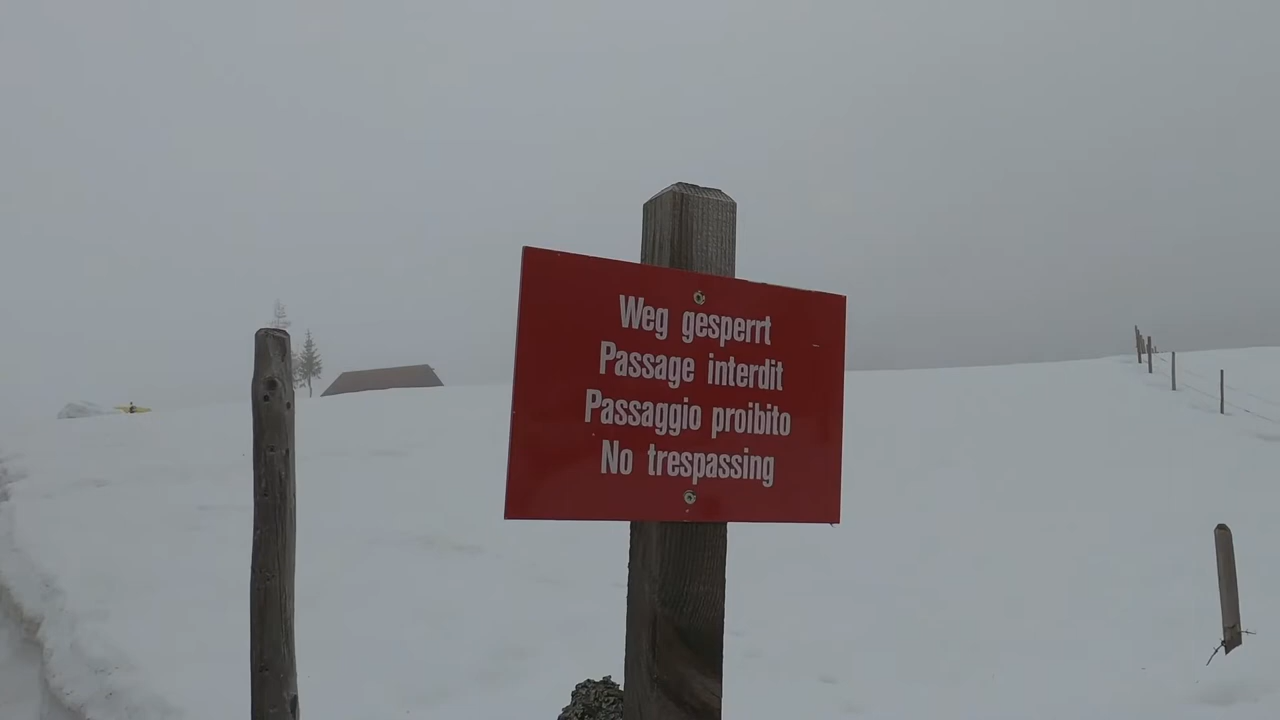 Weg gesperrt
Passage interdit
Passaggio proibito
No trespassing